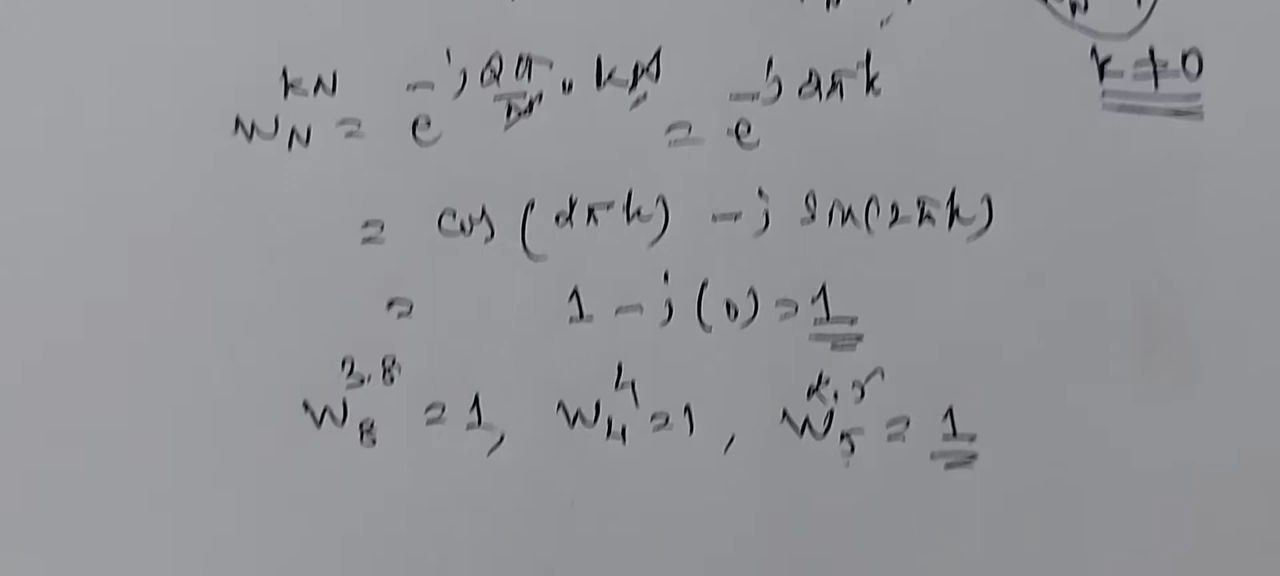 k ≠ 0
W_N^{kN} = e^{-j 2π/N · kN} = e^{-j2πk}
= cos(2πk) - j sin(2πk)
= 1 - j(0) = 1
W_8^{3.8} = 1, W_4^4 = 1, W_5^{2.5} = 1